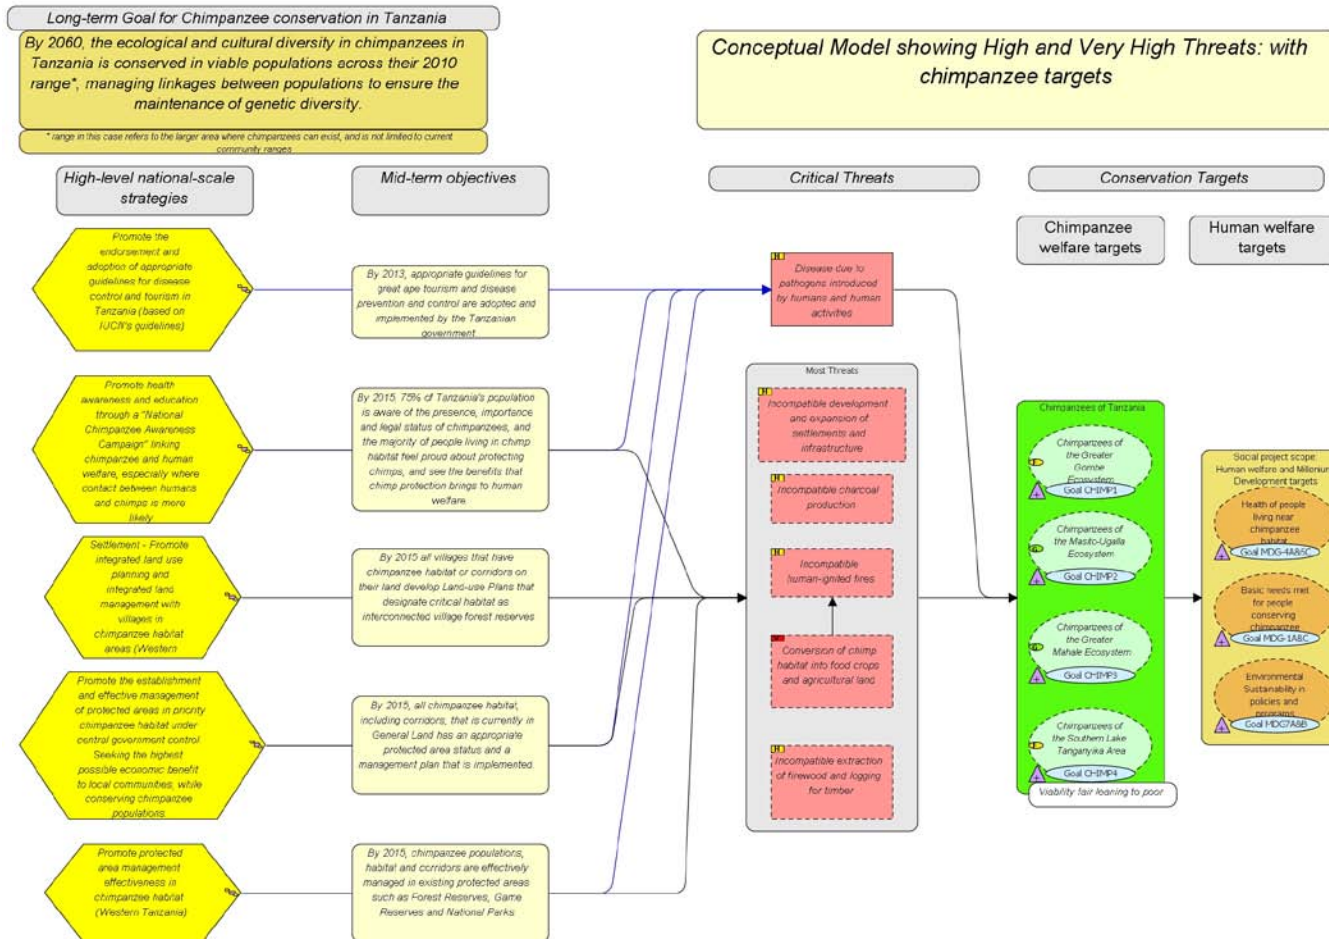 Long-term Goal for Chimpanzee conservation in Tanzania
By 2060, the ecological and cultural diversity in chimpanzees in
Tanzania is conserved in viable populations across their 2010
range*, managing linkages between populations to ensure the
maintenance of genetic diversity.
* range in this case refers to the larger area where chimpanzees can exist, and is not limited to current
community ranges
Conceptual Model showing High and Very High Threats: with
chimpanzee targets
High-level national-scale
strategies
Mid-term objectives
Critical Threats
Conservation Targets
Chimpanzee
welfare targets
Human welfare
targets
Promote the
endorsement and
adoption of appropriate
guidelines for disease
control and tourism in
Tanzania (based on
IUCN's guidelines)
By 2013, appropriate guidelines for
great ape tourism and disease
prevention and control are adopted and
implemented by the Tanzanian
government
H
Disease due to
pathogens introduced
by humans and human
activities
Promote health
awareness and education
through a "National
Chimpanzee Awareness
Campaign" linking
chimpanzee and human
welfare, especially where
contact between humans
and chimps is more
likely
By 2015, 75% of Tanzania's population
is aware of the presence, importance
and legal status of chimpanzees, and
the majority of people living in chimp
habitat feel proud about protecting
chimps, and see the benefits that
chimp protection brings to human
welfare.
Settlement - Promote
integrated land use
planning and
integrated land
management with
villages in
chimpanzee habitat
areas (Western
By 2015 all villages that have
chimpanzee habitat or corridors on
their land develop Land-use Plans that
designate critical habitat as
interconnected village forest reserves
Promote the establishment
and effective management
of protected areas in priority
chimpanzee habitat under
central government control.
Seeking the highest
possible economic benefit
to local communities, while
conserving chimpanzee
populations
By 2015, all chimpanzee habitat,
including corridors, that is currently in
General Land has an appropriate
protected area status and a
management plan that is implemented.
Promote protected
area management
effectiveness in
chimpanzee habitat
(Western Tanzania)
By 2015, chimpanzee populations,
habitat and corridors are effectively
managed in existing protected areas
such as Forest Reserves, Game
Reserves and National Parks
Most Threats
H
Incompatible development
and expansion of
settlements and
infrastructure
H
Incompatible charcoal
production
H
Incompatible
human-ignited fires
Conversion of chimp
habitat into food crops
and agricultural land
H
Incompatible extraction
of firewood and logging
for timber
Chimpanzees of Tanzania
Chimpanzees of
the Greater
Gombe
Ecosystem
Goal CHIMP1
Chimpanzees of
the Masito-Ugalla
Ecosystem
Goal CHIMP2
Chimpanzees of
the Greater
Mahale Ecosystem
Goal CHIMP3
Chimpanzees of
the Southern Lake
Tanganyika Area
Goal CHIMP4
Viability fair leaning to poor
Social project scope:
Human welfare and Millenium
Development targets
Health of people
living near
chimpanzee
habitat
Goal MDG-4A&5C
Basic needs met
for people
conserving
chimpanzee
Goal MDG-1A&C
Environmental
Sustainability in
policies and
programs
Goal MDG7A&B